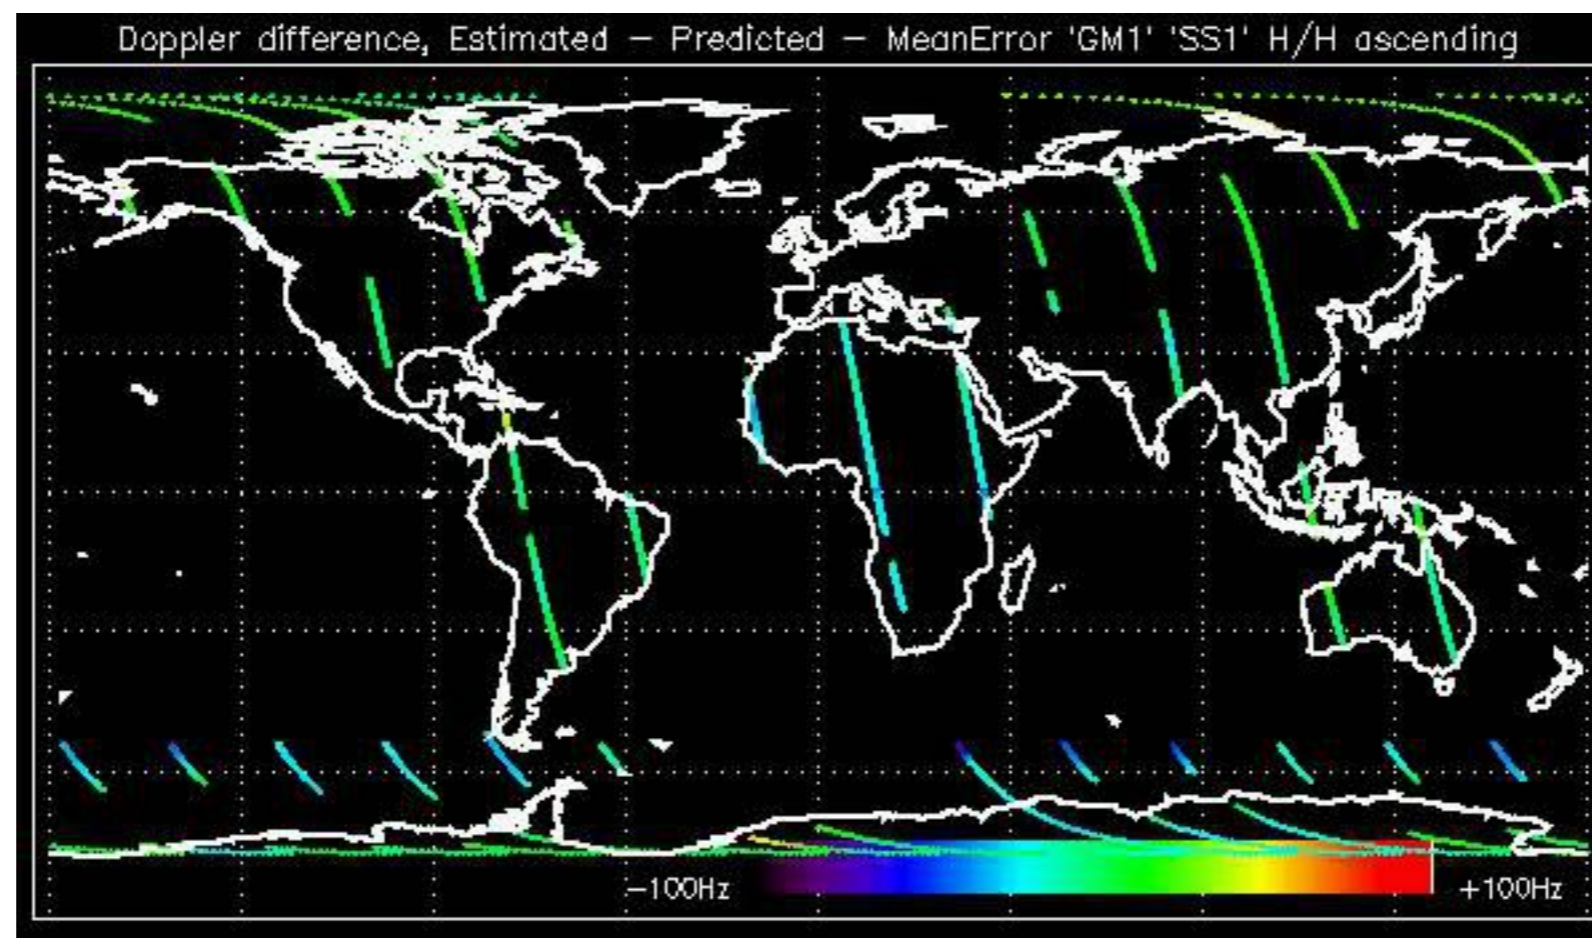 Doppler difference, Estimated – Predicted – MeanError 'GM1' 'SS1' H/H ascending
–100Hz
+100Hz